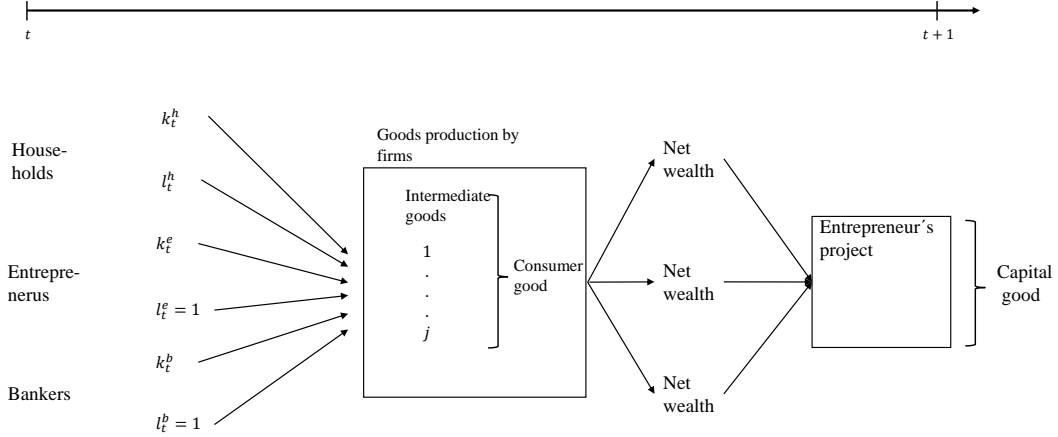 t
t + 1
House-
holds
k_t^h
l_t^h
Entrepre-
nerus
k_t^e
l_t^e = 1
Bankers
k_t^b
l_t^b = 1
Goods production by
firms
Intermediate
goods
1
.
.
.
j
Consumer
good
Net
wealth
Net
wealth
Net
wealth
Entrepreneur´s
project
Capital
good